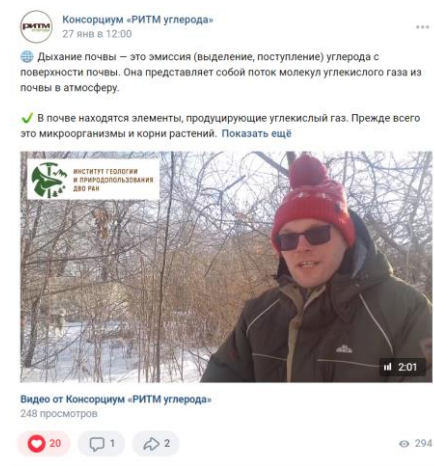 РИТМ
УГЛЕРОДА
Консорциум «РИТМ углерода»
27 янв в 12:00
Дыхание почвы — это эмиссия (выделение, поступление) углерода с
поверхности почвы. Она представляет собой поток молекул углекислого газа из
почвы в атмосферу.
В почве находятся элементы, продуцирующие углекислый газ. Прежде всего
это микроорганизмы и корни растений. Показать ещё
ИНСТИТУТ ГЕОЛОГИИ
И ПРИРОДОПОЛЬЗОВАНИЯ
ДВО РАН
2:01
Видео от Консорциум «РИТМ углерода»
248 просмотров
20
1
2
294